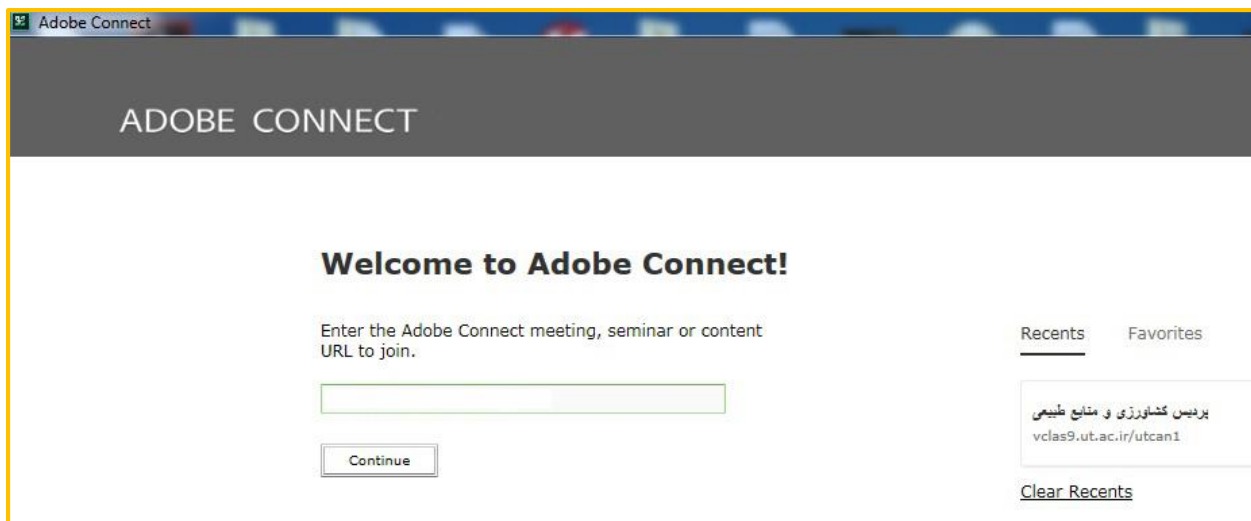 Adobe Connect
ADOBE CONNECT
Welcome to Adobe Connect!
Enter the Adobe Connect meeting, seminar or content
URL to join.
Continue
Recents Favorites
پردیس کشاورزی و منابع طبیعی
vclas9.ut.ac.ir/utcan1
Clear Recents